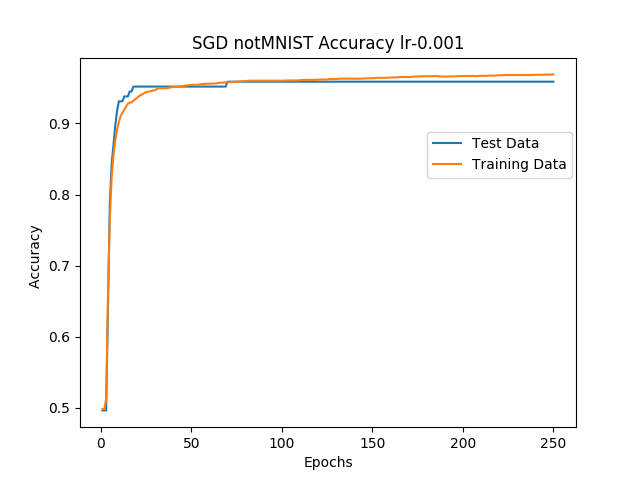 SGD notMNIST Accuracy lr-0.001
Accuracy
0.9
0.8
0.7
0.6
0.5
Test Data
Training Data
0 50 100 150 200 250
Epochs